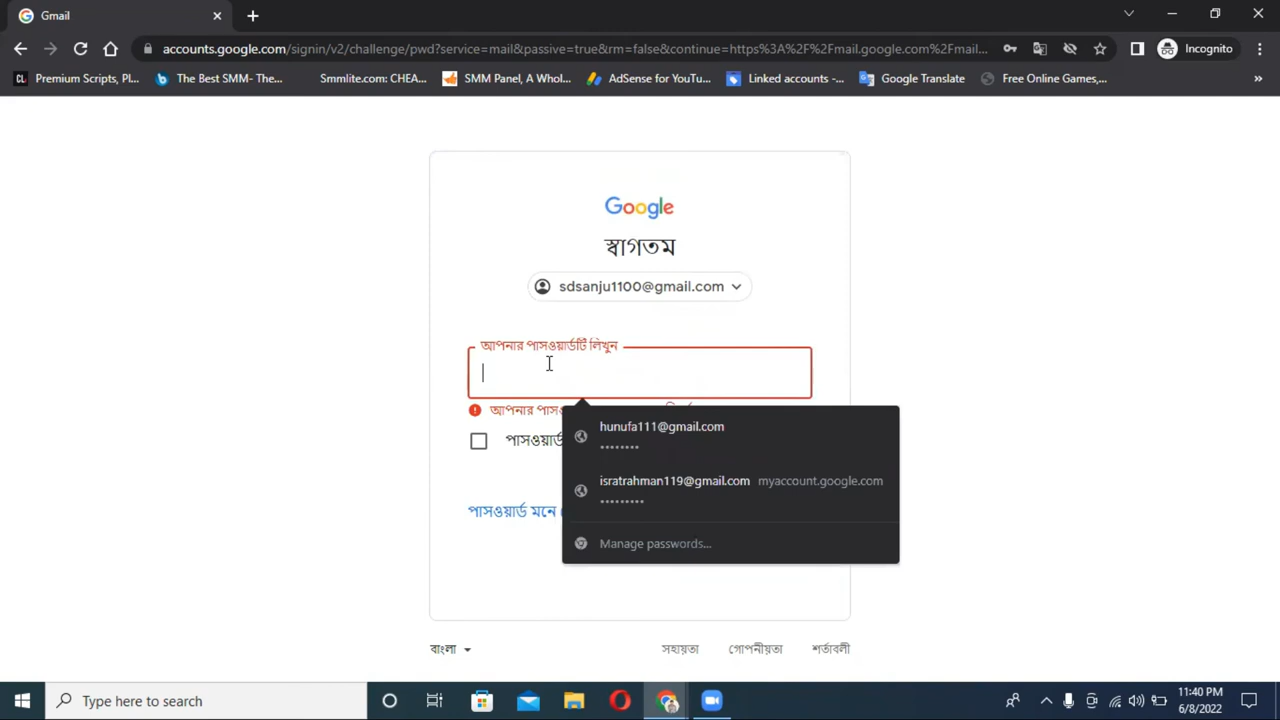 Gmail
accounts.google.com/signin/v2/challenge/pwd?service=mail&passive=true&rm=false&continue=https%3A%2F%2Fmail.google.com%2Fmail...
Incognito
Premium Scripts, Pl...
The Best SMM- The...
Smmlite.com: CHEA...
SMM Panel, A Whol...
AdSense for YouTu...
Linked accounts -...
Google Translate
Free Online Games,...
Google
স্বাগতম
sdsanju1100@gmail.com
আপনার পাসওয়ার্ডটি লিখুন
আপনার
hunufa111@gmail.com
••••••••
isratrahman119@gmail.com myaccount.google.com
•••••••••
Manage passwords...
পাসওয়ার্ড মনে
বাংলা
সহায়তা
গোপনীয়তা
শর্তাবলী
Type here to search
11:40 PM
6/8/2022